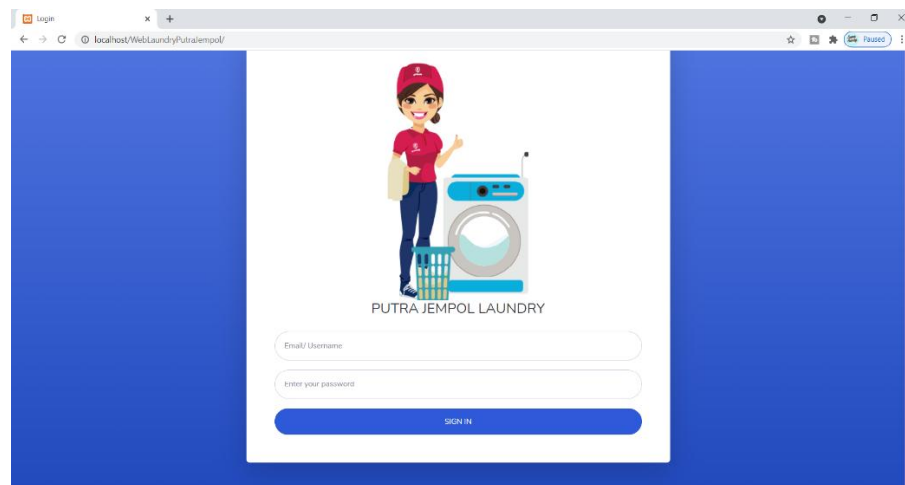 Login
localhost/WebLaundryPutraJempol/
Paused
PUTRA JEMPOL LAUNDRY
Email/ Username
Enter your password
SIGN IN